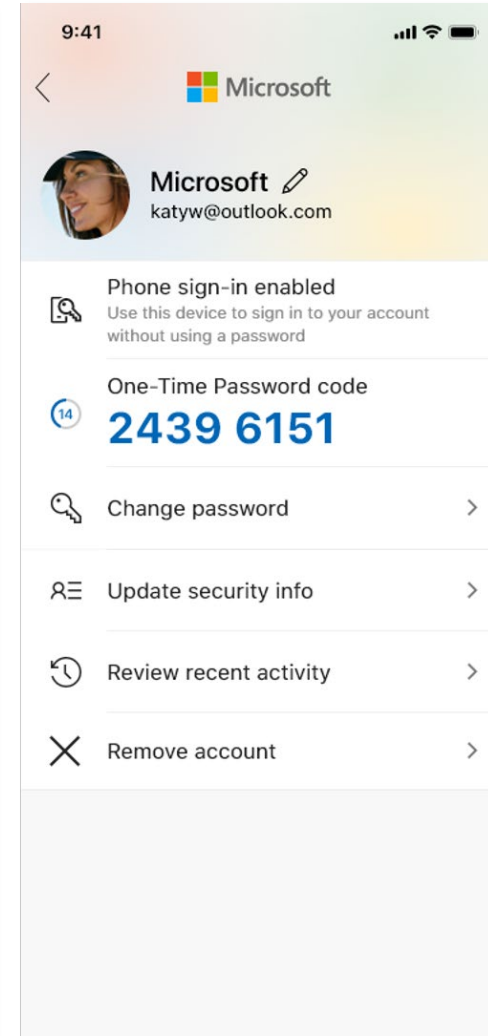 9:41
Microsoft
Microsoft
katyw@outlook.com
Phone sign-in enabled
Use this device to sign in to your account
without using a password
One-Time Password code
14
2439 6151
Change password
Update security info
Review recent activity
Remove account